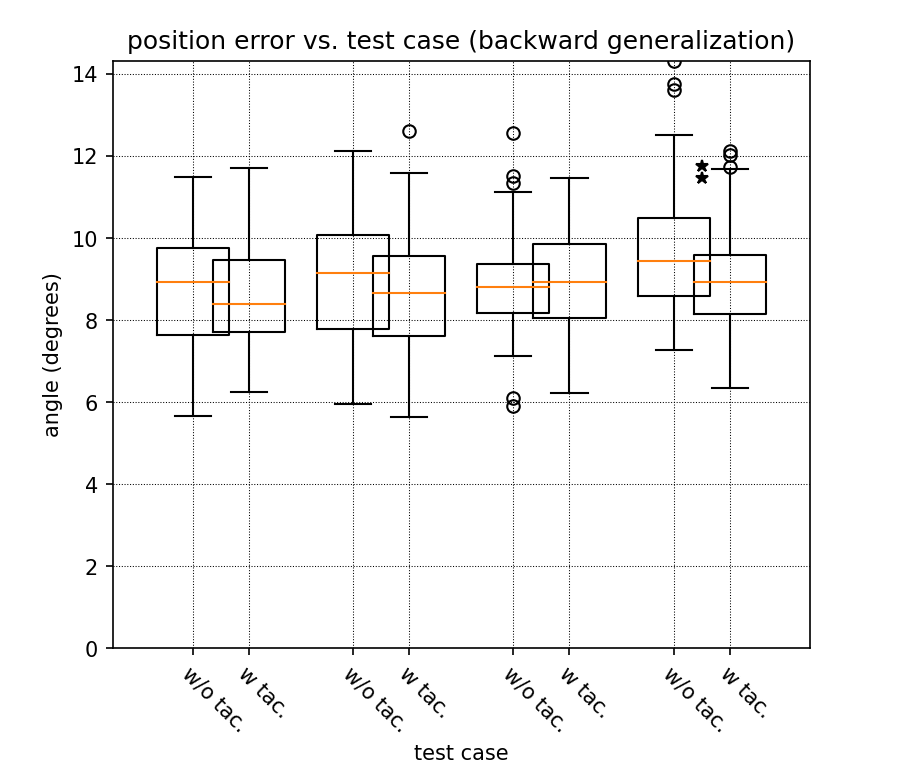 position error vs. test case (backward generalization)
14
12
10
8
6
4
2
0
angle (degrees)
w/o tac. w tac. w/o tac. w tac. w/o tac. w tac. w/o tac. w tac.
test case